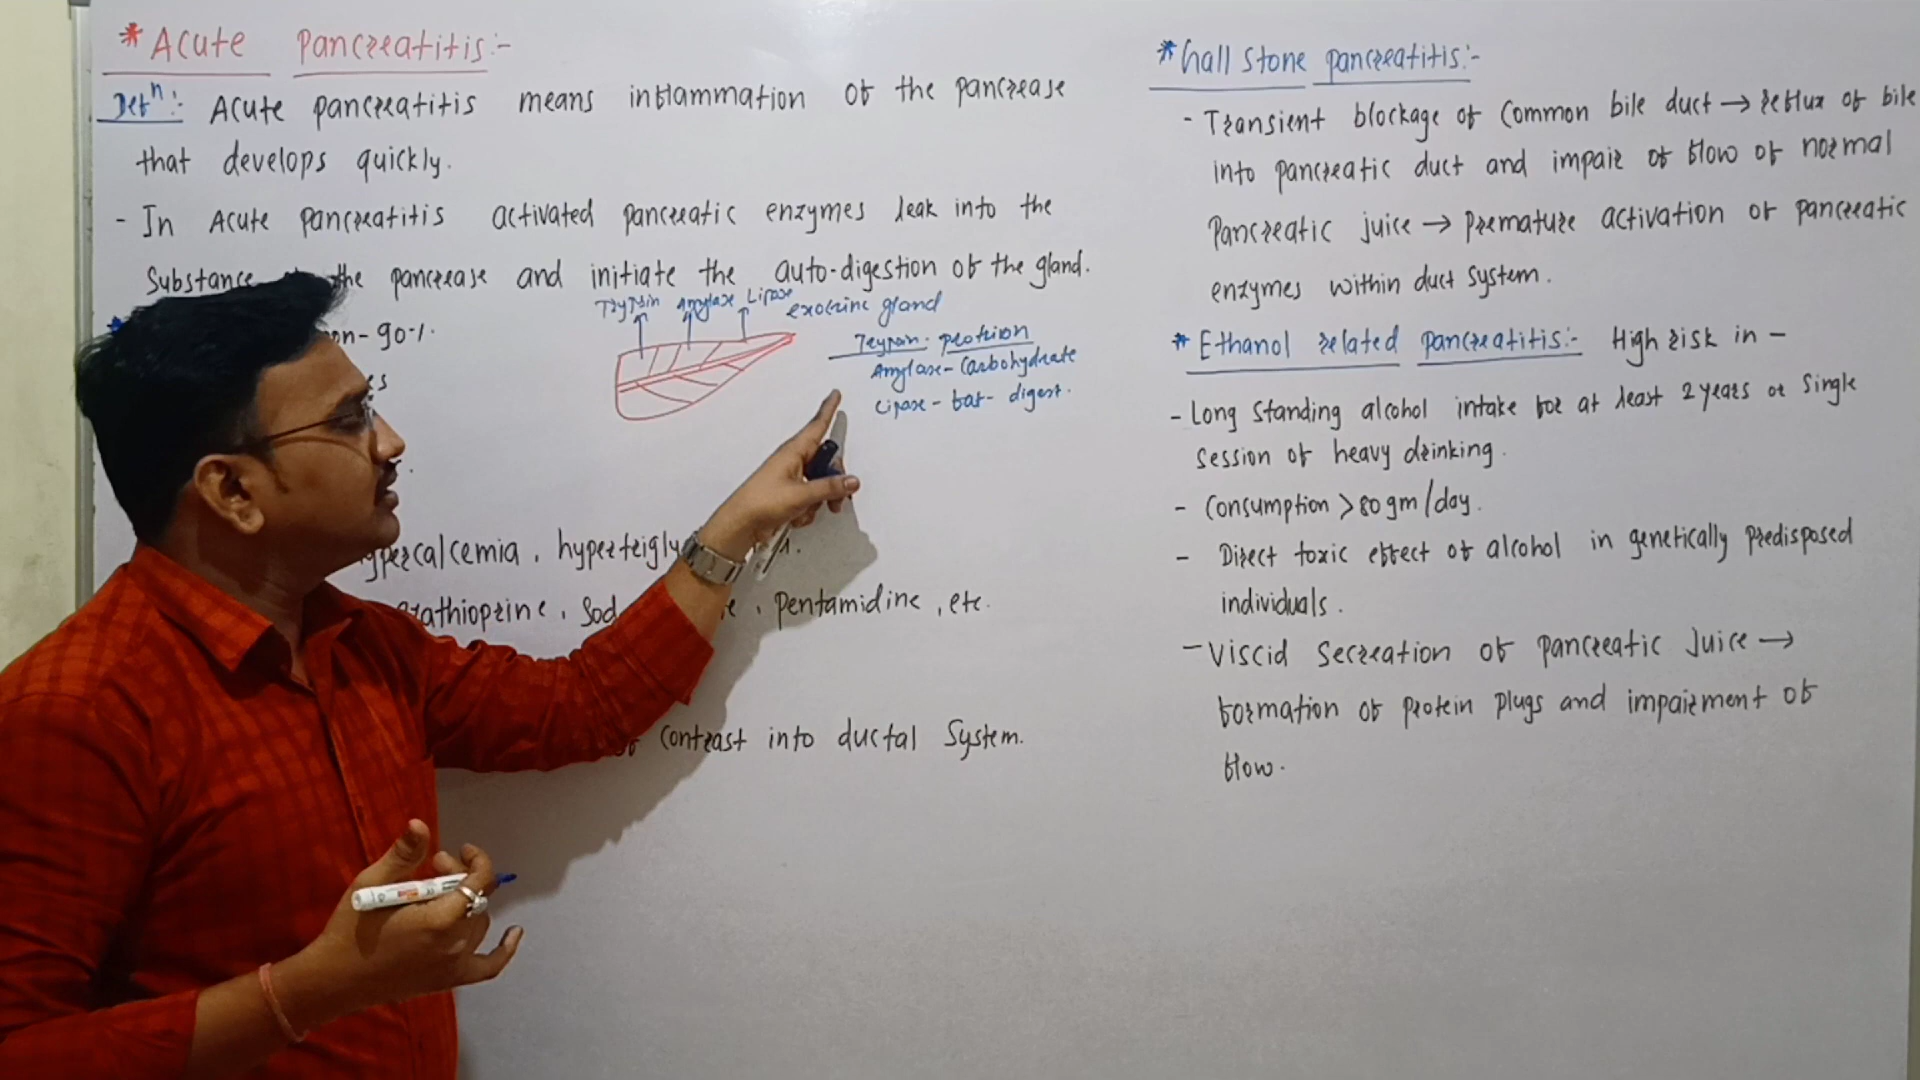 * Acute Pancreatitis:-
Defn:- Acute pancreatitis means inflammation of the pancrease
that develops quickly.
- In Acute Pancreatitis activated pancreatic enzymes leak into the
Substance the pancrease and initiate the auto-digestion of the gland.
Trypsin Amylase Lipase exocrine gland
on- 90%.
Trypsin- protein
Amylase- Carbohydrate
Lipase- fat- digest.
percalcemia, hypertrigly
athioprine, Sod , pentamidine, etc.
contrast into ductal System.
* Gall Stone pancreatitis:-
- Transient blockage of Common bile duct → reflux of bile
into pancreatic duct and impair of flow of normal
Pancreatic juice → Premature activation of pancreatic
enzymes within duct System.
* Ethanol related pancreatitis:- High risk in -
- Long Standing alcohol intake for at least 2 years or Single
Session of heavy drinking.
- Consumption > 80 gm/day.
- Direct toxic effect of alcohol in genetically predisposed
individuals.
- Viscid Secreation of Pancreatic Juice →
formation of protein plugs and impairment of
flow.